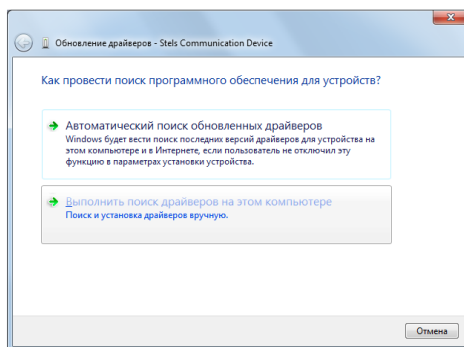 Обновление драйверов - Stels Communication Device
Как провести поиск программного обеспечения для устройств?
Автоматический поиск обновленных драйверов
Windows будет вести поиск последних версий драйверов для устройства на
этом компьютере и в Интернете, если пользователь не отключил эту
функцию в параметрах установки устройства.
Выполнить поиск драйверов на этом компьютере
Поиск и установка драйверов вручную.
Отмена